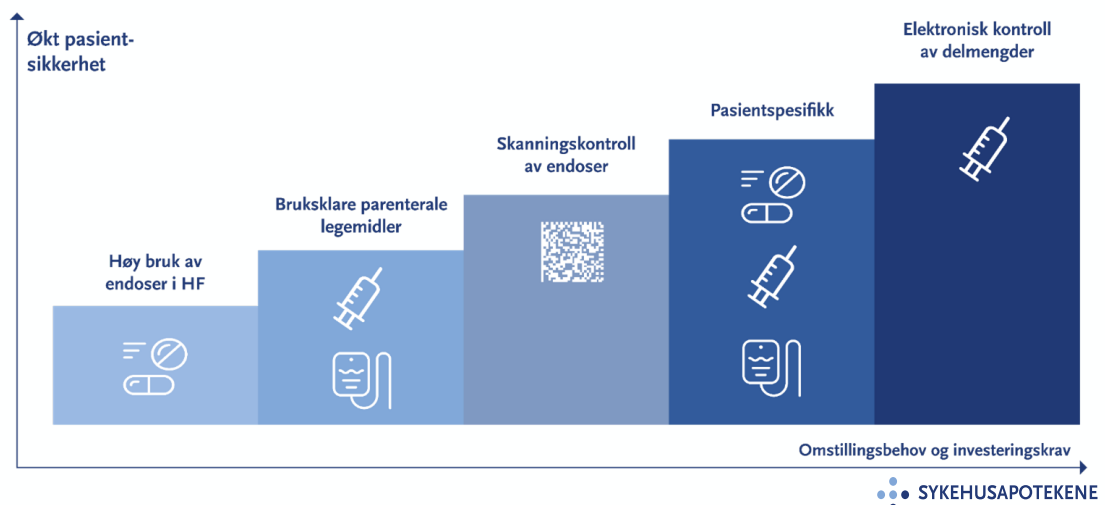 Økt pasient-
sikkerhet
Høy bruk av
endoser i HF
Bruksklare parenterale
legemidler
Skanningskontroll
av endoser
Pasientspesifikk
Elektronisk kontroll
av delmengder
Omstillingsbehov og investeringskrav
SYKEHUSAPOTEKENE